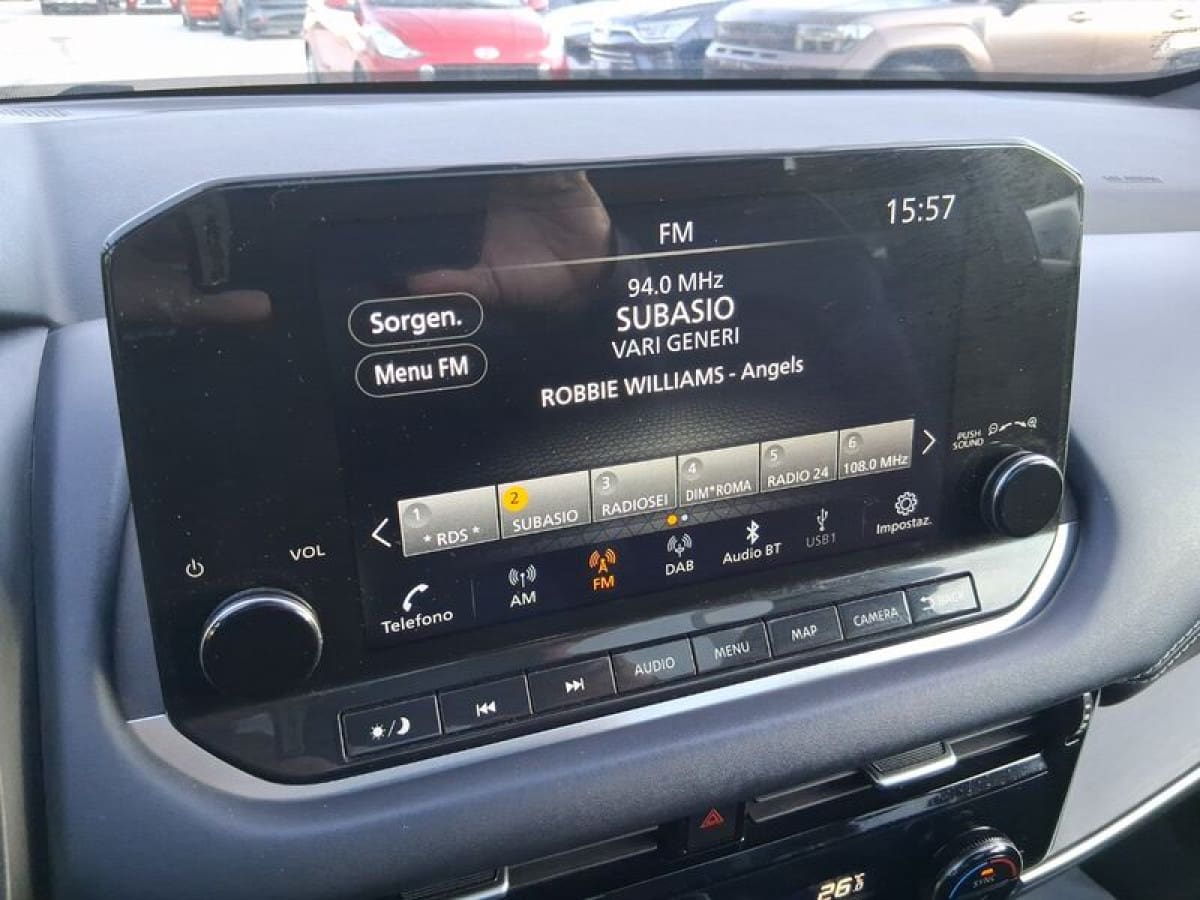 15:57
FM
94.0 MHz
SUBASIO
VARI GENERI
ROBBIE WILLIAMS - Angels
Sorgen.
Menu FM
1
* RDS *
2
SUBASIO
3
RADIOSEI
4
DIM*ROMA
5
RADIO 24
6
108.0 MHz
PUSH
SOUND
VOL
Telefono
AM
FM
DAB
Audio BT
USB1
Impostaz.
AUDIO
MENU
MAP
CAMERA
BACK
26°C
SYNC